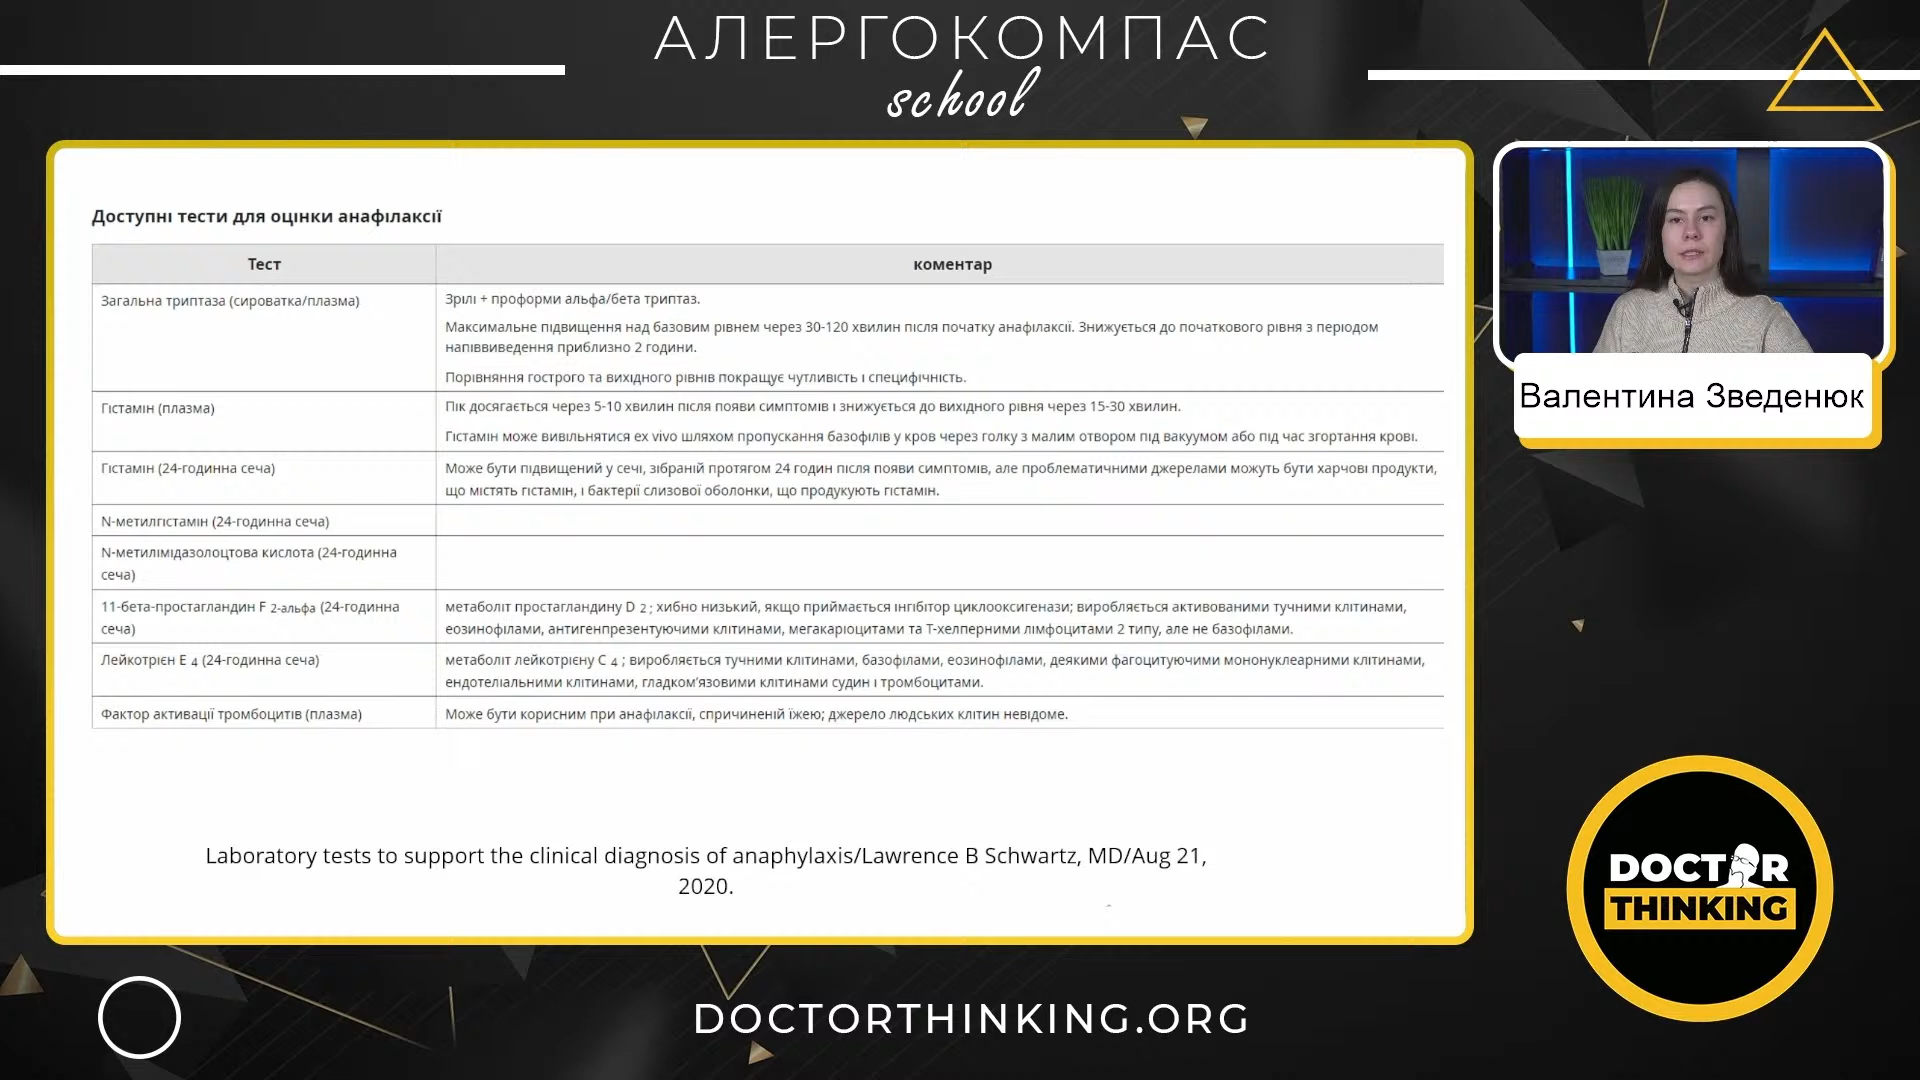 АЛЕРГОКОМПАС
school
Доступні тести для оцінки анафілаксії
Тест
коментар
Загальна триптаза (сироватка/плазма)
Зрілі + проформи альфа/бета триптаз.
Максимальне підвищення над базовим рівнем через 30-120 хвилин після початку анафілаксії. Знижується до початкового рівня з періодом
напіввиведення приблизно 2 години.
Порівняння гострого та вихідного рівнів покращує чутливість і специфічність.
Гістамін (плазма)
Пік досягається через 5-10 хвилин після появи симптомів і знижується до вихідного рівня через 15-30 хвилин.
Гістамін може вивільнятися ex vivo шляхом пропускання базофілів у кров через голку з малим отвором під вакуумом або під час згортання крові.
Гістамін (24-годинна сеча)
Може бути підвищений у сечі, зібраній протягом 24 годин після появи симптомів, але проблематичними джерелами можуть бути харчові продукти,
що містять гістамін, і бактерії слизової оболонки, що продукують гістамін.
N-метилгістамін (24-годинна сеча)
N-метилімідазолоцтова кислота (24-годинна
сеча)
11-бета-простагландин F 2-альфа (24-годинна
сеча)
метаболіт простагландину D 2 ; хибно низький, якщо приймається інгібітор циклооксигенази; виробляється активованими тучними клітинами,
еозинофілами, антигенпрезентуючими клітинами, мегакаріоцитами та Т-хелперними лімфоцитами 2 типу, але не базофілами.
Лейкотрієн E 4 (24-годинна сеча)
метаболіт лейкотрієну C 4 ; виробляється тучними клітинами, базофілами, еозинофілами, деякими фагоцитуючими мононуклеарними клітинами,
ендотеліальними клітинами, гладком'язовими клітинами судин і тромбоцитами.
Фактор активації тромбоцитів (плазма)
Може бути корисним при анафілаксії, спричиненій їжею; джерело людських клітин невідоме.
Laboratory tests to support the clinical diagnosis of anaphylaxis/Lawrence B Schwartz, MD/Aug 21,
2020.
Валентина Зведенюк
DOCTOR
THINKING
DOCTORTHINKING.ORG